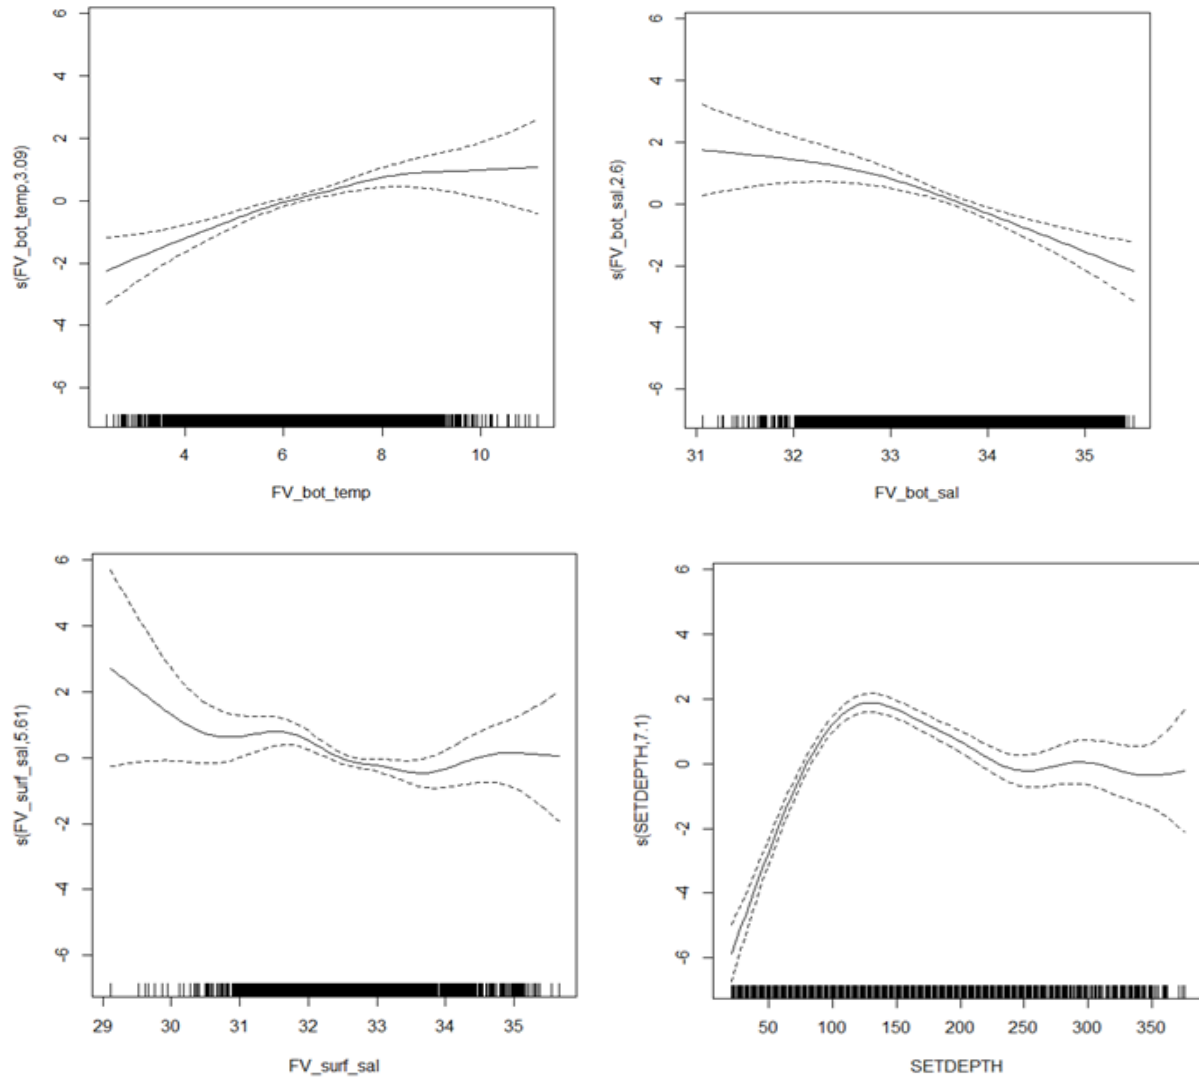 s(FV_bot_temp,3.09)
6
4
2
0
-2
-4
-6
4 6 8 10
FV_bot_temp
s(FV_bot_sal,2.6)
6
4
2
0
-2
-4
-6
31 32 33 34 35
FV_bot_sal
s(FV_surf_sal,5.61)
6
4
2
0
-2
-4
-6
29 30 31 32 33 34 35
FV_surf_sal
s(SETDEPTH,7.1)
6
4
2
0
-2
-4
-6
50 100 150 200 250 300 350
SETDEPTH